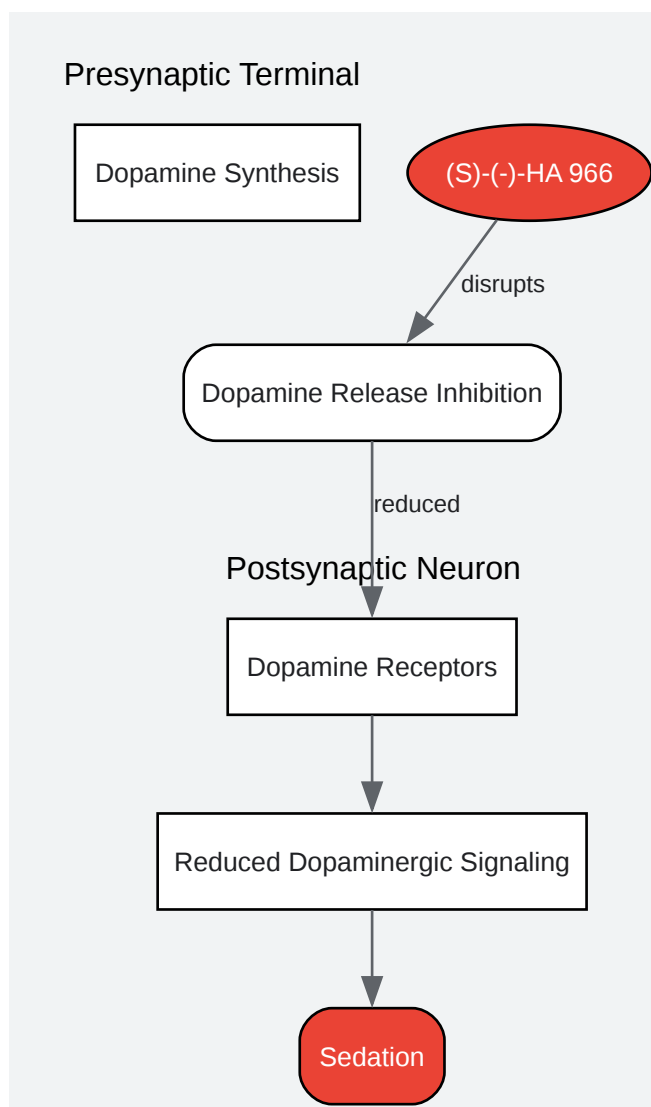 Presynaptic Terminal
Dopamine Synthesis
(S)-(-)-HA 966
disrupts
Dopamine Release Inhibition
reduced
Postsynaptic Neuron
Dopamine Receptors
Reduced Dopaminergic Signaling
Sedation